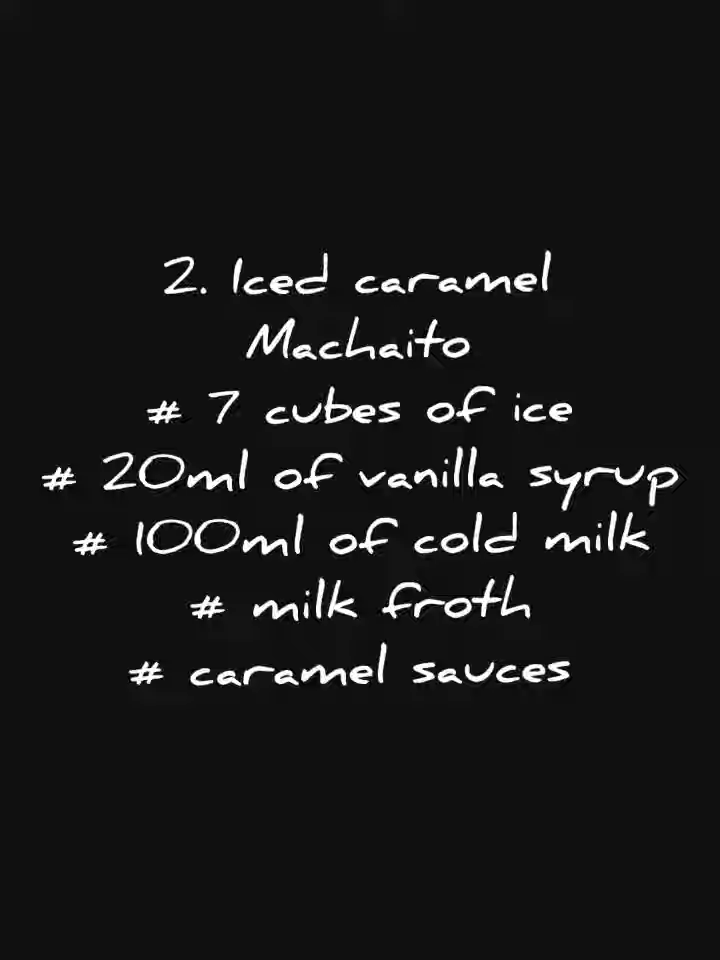 2. Iced caramel
Machaito
# 7 cubes of ice
# 20ml of vanilla syrup
# 100ml of cold milk
# milk froth
# caramel sauces